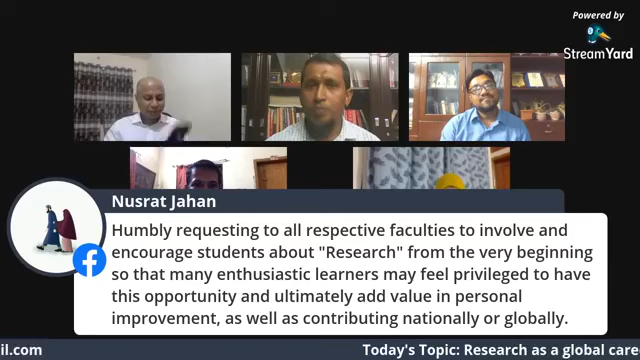 Powered by
StreamYard
Nusrat Jahan
Humbly requesting to all respective faculties to involve and
encourage students about "Research" from the very beginning
so that many enthusiastic learners may feel privileged to have
this opportunity and ultimately add value in personal
improvement, as well as contributing nationally or globally.
il.com
Today's Topic: Research as a global care